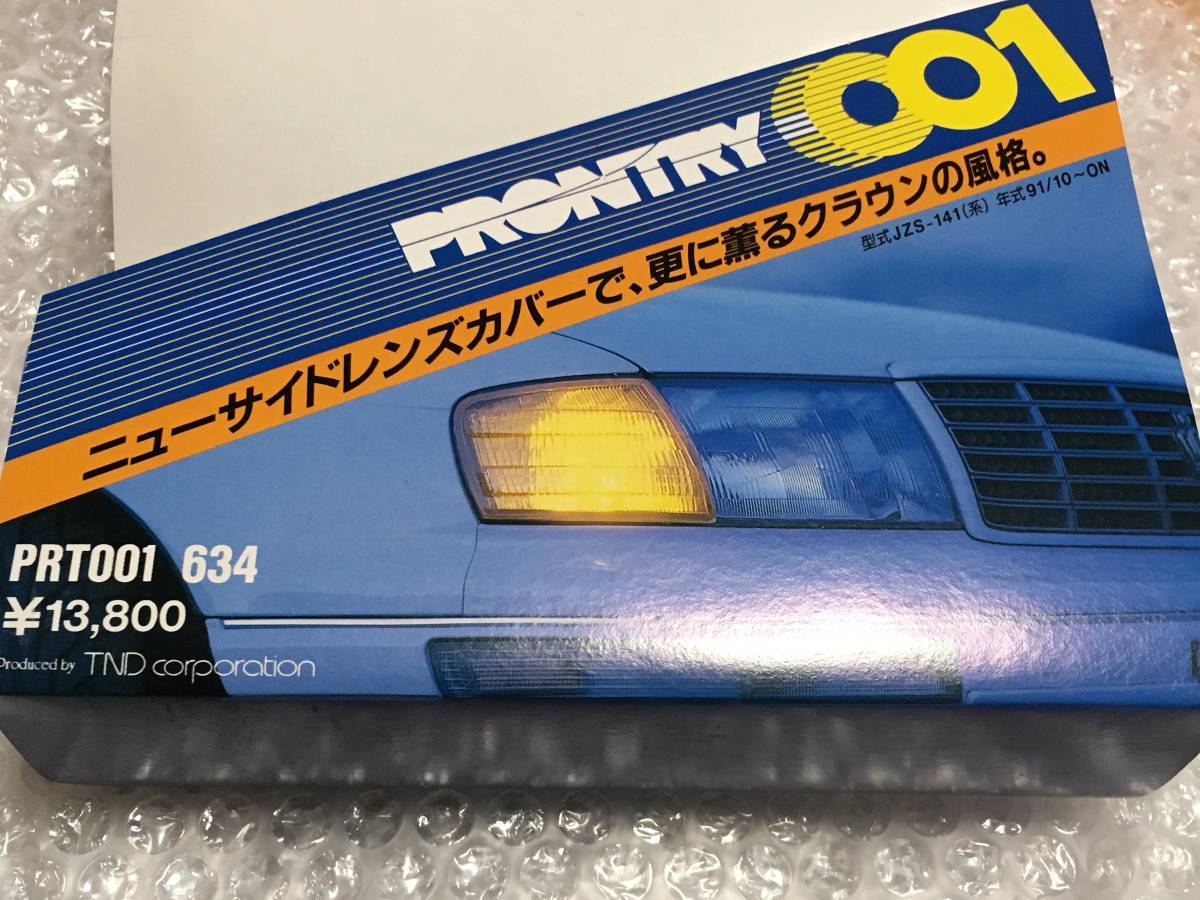 PRONTRY 001
ニューサイドレンズカバーで、更に薫るクラウンの風格。
型式JZS-141(系) 年式91/10～ON
PRT001 634
¥13,800
Produced by TND corporation